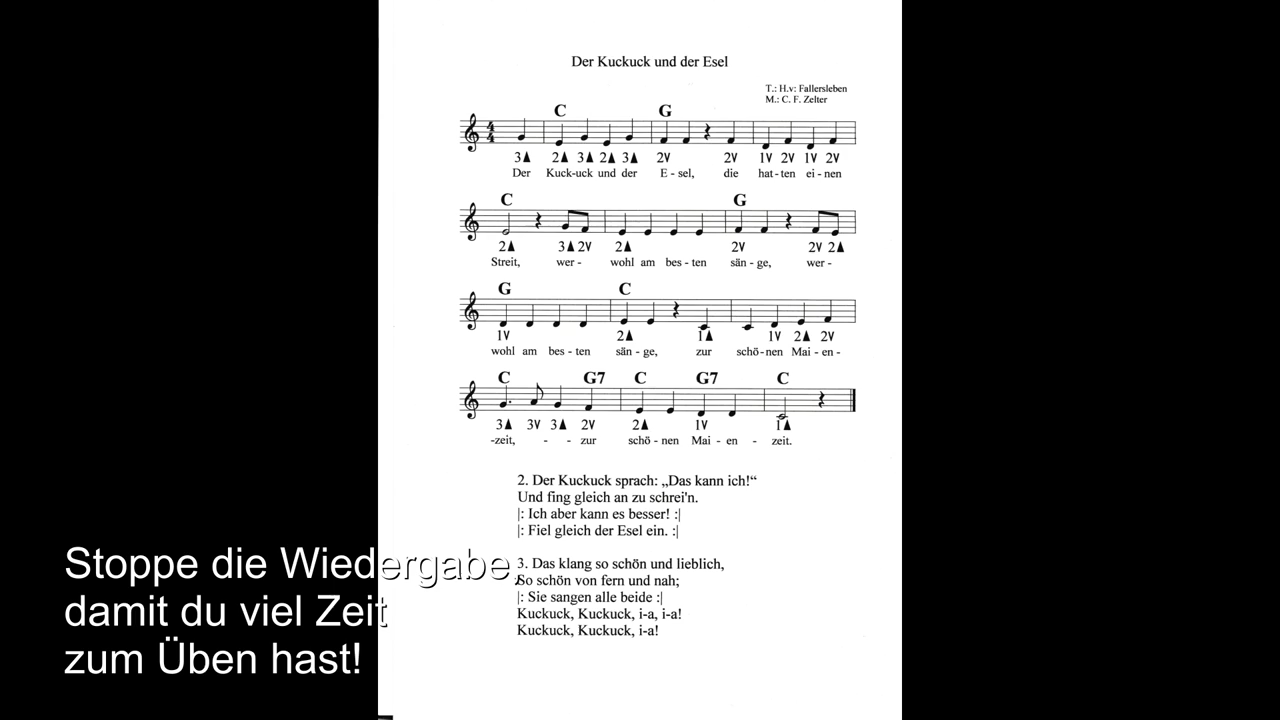 Der Kuckuck und der Esel
T.: H.v: Fallersleben
M.: C. F. Zelter
C G
4
4
3▲ 2▲ 3▲ 2▲ 3▲ 2V 2V 1V 2V 1V 2V
Der Kuck-uck und der E - sel, die hat - ten ei - nen
C G
2▲ 3▲ 2V 2▲ 2V 2V 2▲
Streit, wer - wohl am bes - ten sän - ge, wer -
G C
1V 2▲ 1▲ 1V 2▲ 2V
wohl am bes - ten sän - ge, zur schö - nen Mai - en -
C G7 C G7 C
3▲ 3V 3▲ 2V 2▲ 1V 1▲
-zeit, - - zur schö - nen Mai - en - zeit.
2. Der Kuckuck sprach: „Das kann ich!“
Und fing gleich an zu schrei'n.
|: Ich aber kann es besser! :|
|: Fiel gleich der Esel ein. :|
3. Das klang so schön und lieblich,
So schön von fern und nah;
|: Sie sangen alle beide :|
Kuckuck, Kuckuck, i-a, i-a!
Kuckuck, Kuckuck, i-a!
Stoppe die Wiedergabe,
damit du viel Zeit
zum Üben hast!